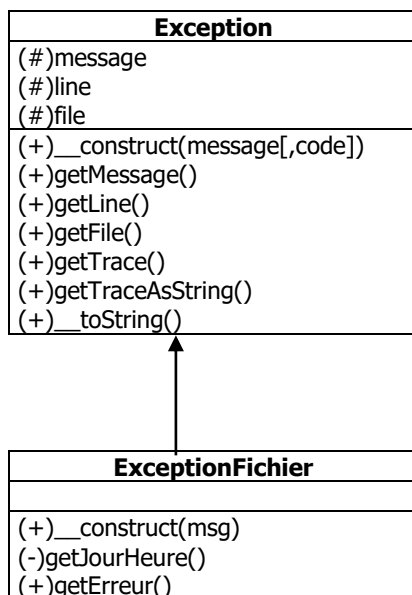 Exception
(#)message
(#)line
(#)file
(+)__construct(message[,code])
(+)getMessage()
(+)getLine()
(+)getFile()
(+)getTrace()
(+)getTraceAsString()
(+)__toString()
ExceptionFichier
(+)__construct(msg)
(-)getJourHeure()
(+)getErreur()